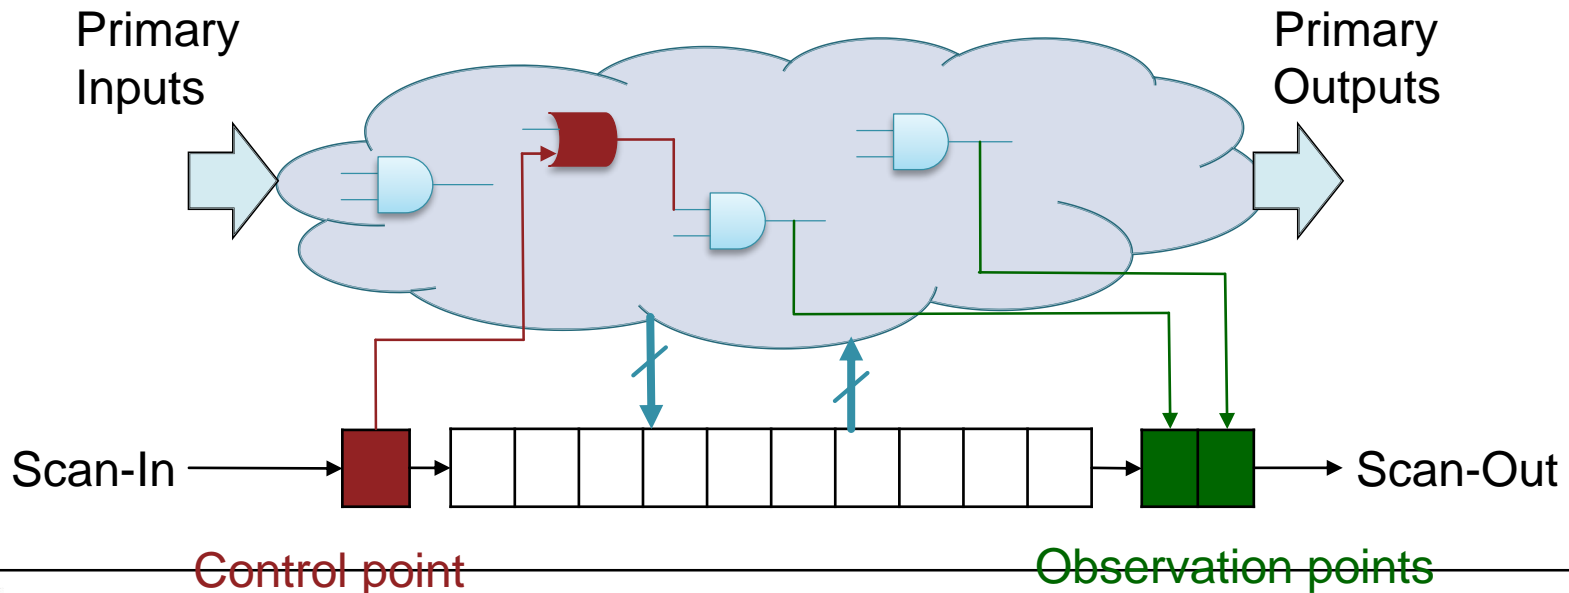 Primary
Inputs
Primary
Outputs
Scan-In
Scan-Out
Control point
Observation points